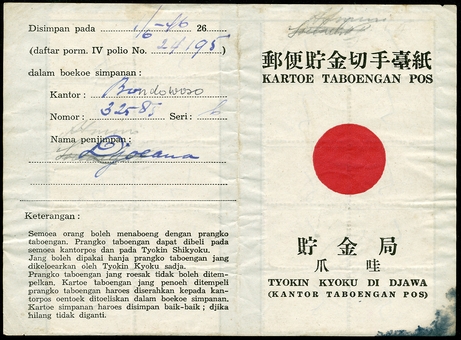 Disimpan pada 1/6-46 26
(daftar porm. IV polio No. 24195)
dalam boekoe simpanan :
Kantor : Bondowoso
Nomor : 32585 Seri : b
Nama penjimpan :
Djoeana
Keterangan :
Semoea orang boleh menaboeng dengan prangko
taboengan. Prangko taboengan dapat dibeli pada
semoea kantorpos dan pada Tyokin Shikyoku.
Jang boleh dipakai hanja prangko taboengan jang
dikeloearkan oleh Tyokin Kyoku sadja.
Prangko taboengan jang roesak tidak boleh ditem-
pelkan. Kartoe taboengan jang penoeh ditempeli
prangko taboengan haroes diserahkan kepada kan-
torpos oentoek ditoeliskan dalam boekoe simpanan.
Kartoe simpanan haroes disimpan baik-baik ; djika
hilang tidak diganti.
郵便貯金切手臺紙
KARTOE TABOENGAN POS
貯金局
爪哇
TYOKIN KYOKU DI DJAWA
(KANTOR TABOENGAN POS)